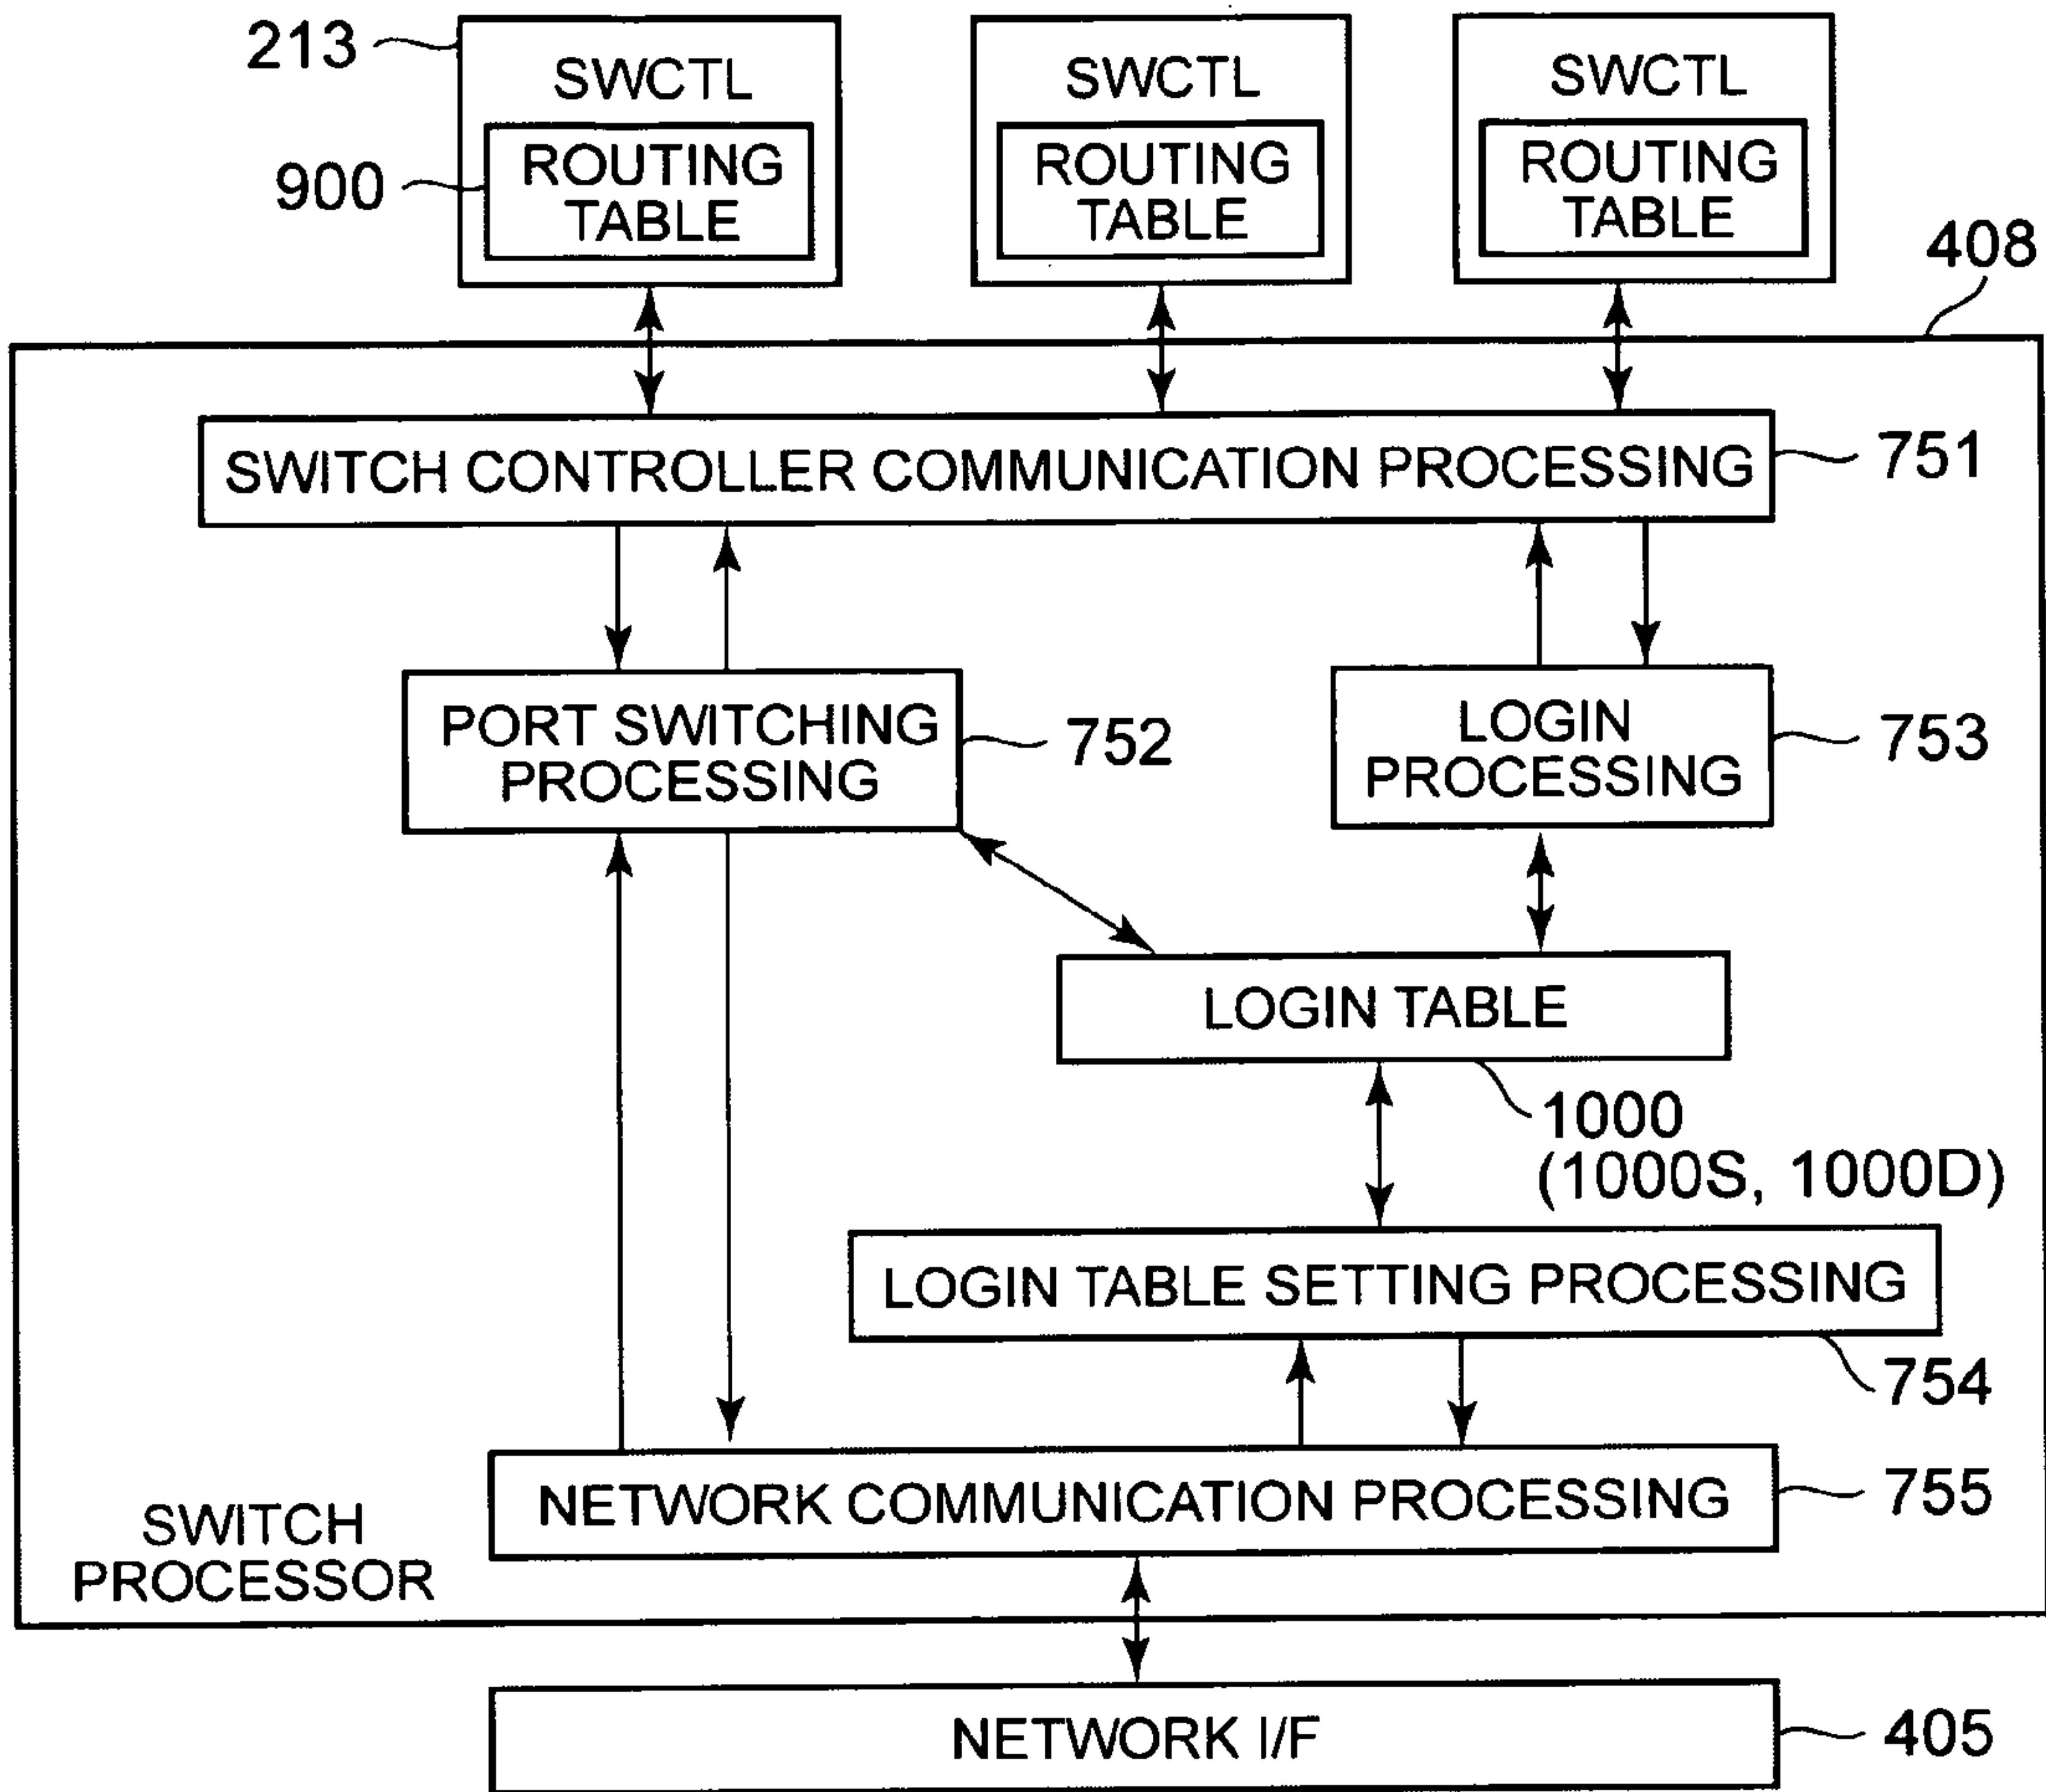 213
SWCTL
SWCTL
SWCTL
900
ROUTING
TABLE
ROUTING
TABLE
ROUTING
TABLE
408
SWITCH CONTROLLER COMMUNICATION PROCESSING
751
PORT SWITCHING
PROCESSING
752
LOGIN
PROCESSING
753
LOGIN TABLE
1000
(1000S, 1000D)
LOGIN TABLE SETTING PROCESSING
754
NETWORK COMMUNICATION PROCESSING
755
SWITCH
PROCESSOR
NETWORK I/F
405